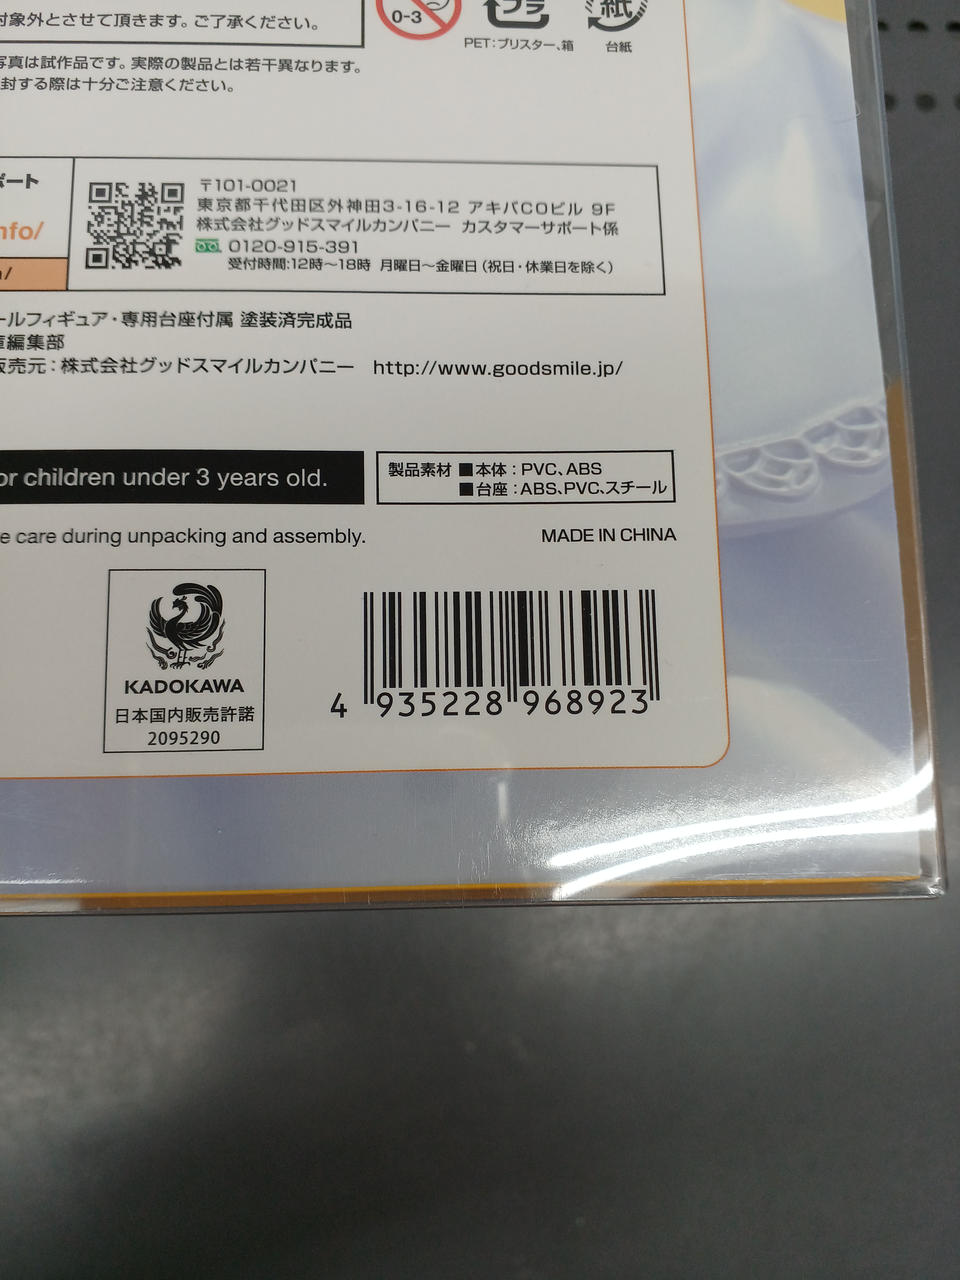 対象外とさせて頂きます。ご了承ください。
0-3
プラ
紙
PET：ブリスター、箱
台紙
写真は試作品です。実際の製品とは若干異なります。
封する際は十分ご注意ください。
ポート
nfo/
〒101-0021
東京都千代田区外神田3-16-12 アキバCOビル 9F
株式会社グッドスマイルカンパニー カスタマーサポート係
0120-915-391
受付時間:12時〜18時 月曜日〜金曜日（祝日・休業日を除く）
ールフィギュア・専用台座付属 塗装済完成品
編集部
販売元：株式会社グッドスマイルカンパニー http://www.goodsmile.jp/
or children under 3 years old.
製品素材 ■本体：PVC、ABS
■台座：ABS、PVC、スチール
e care during unpacking and assembly.
MADE IN CHINA
KADOKAWA
日本国内販売許諾
2095290
4 935228 968923